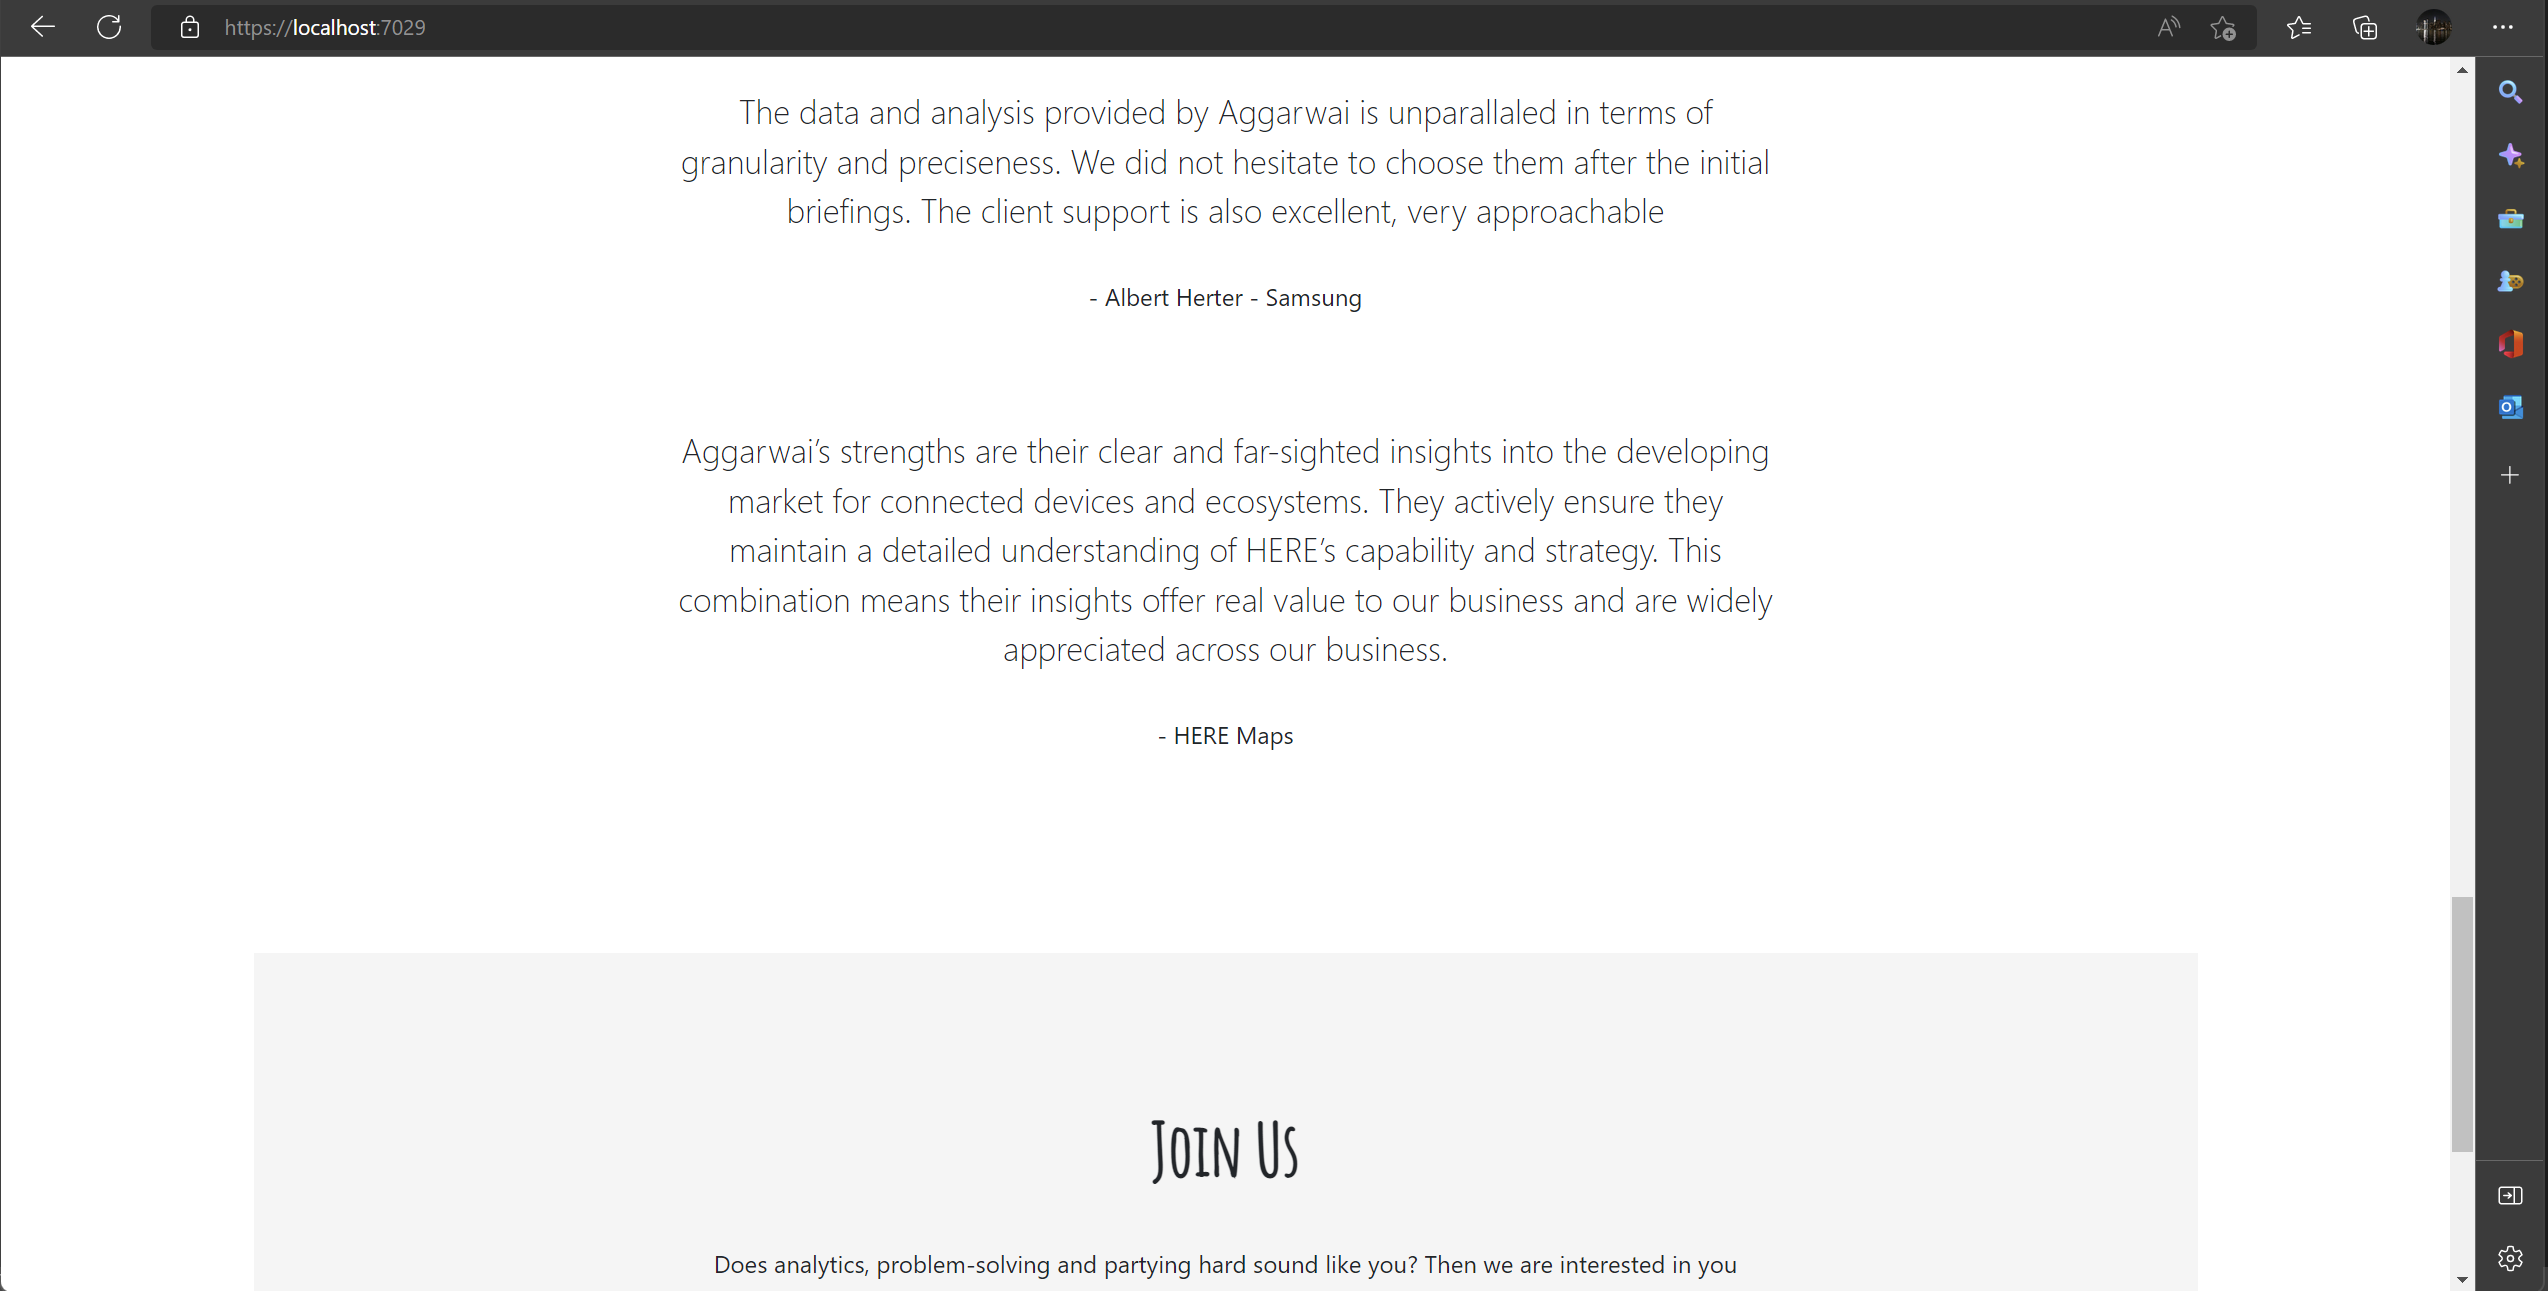 https://localhost:7029
The data and analysis provided by Aggarwai is unparallaled in terms of
granularity and preciseness. We did not hesitate to choose them after the initial
briefings. The client support is also excellent, very approachable
- Albert Herter - Samsung
Aggarwai’s strengths are their clear and far-sighted insights into the developing
market for connected devices and ecosystems. They actively ensure they
maintain a detailed understanding of HERE’s capability and strategy. This
combination means their insights offer real value to our business and are widely
appreciated across our business.
- HERE Maps
Join Us
Does analytics, problem-solving and partying hard sound like you? Then we are interested in you